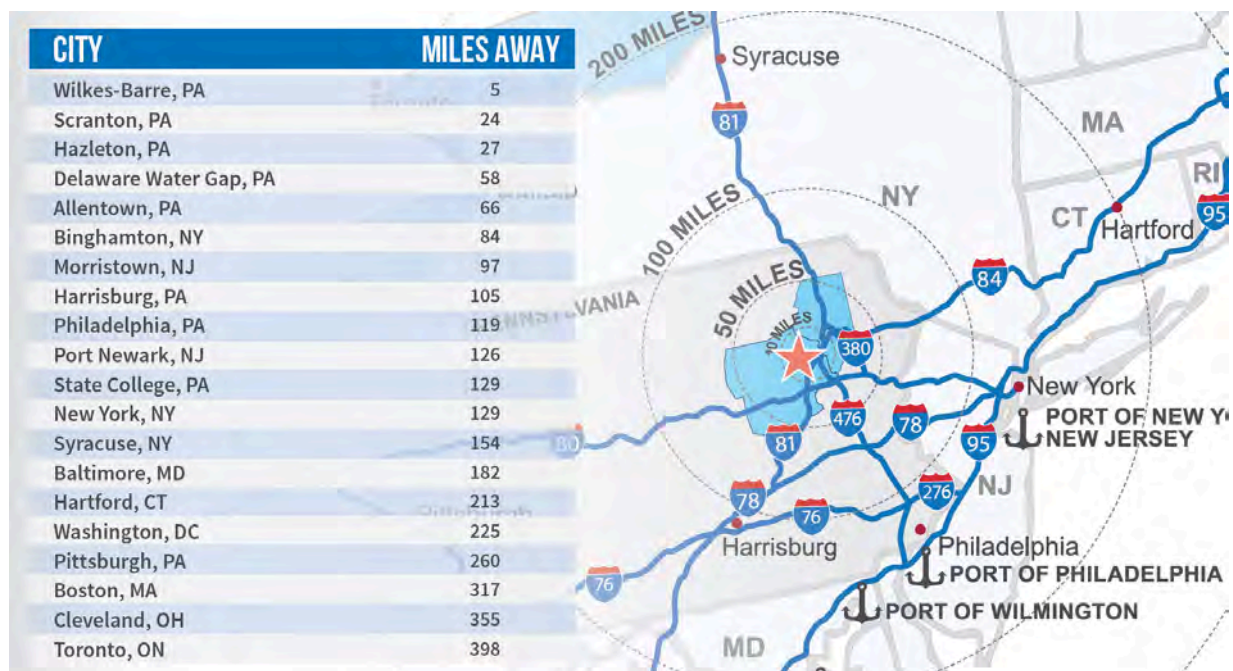 CITY MILES AWAY
Wilkes-Barre, PA 5
Scranton, PA 24
Hazleton, PA 27
Delaware Water Gap, PA 58
Allentown, PA 66
Binghamton, NY 84
Morristown, NJ 97
Harrisburg, PA 105
Philadelphia, PA 119
Port Newark, NJ 126
State College, PA 129
New York, NY 129
Syracuse, NY 154
Baltimore, MD 182
Hartford, CT 213
Washington, DC 225
Pittsburgh, PA 260
Boston, MA 317
Cleveland, OH 355
Toronto, ON 398
200 MILES
Syracuse
81
MA
RI
NY
100 MILES
CT
95
Hartford
50 MILES
84
NNSYLVANIA
10 MILES
380
New York
476
78
PORT OF NEW Y
NEW JERSEY
80
81
95
78
276
NJ
76
Harrisburg
Philadelphia
PORT OF PHILADELPHIA
76
PORT OF WILMINGTON
MD